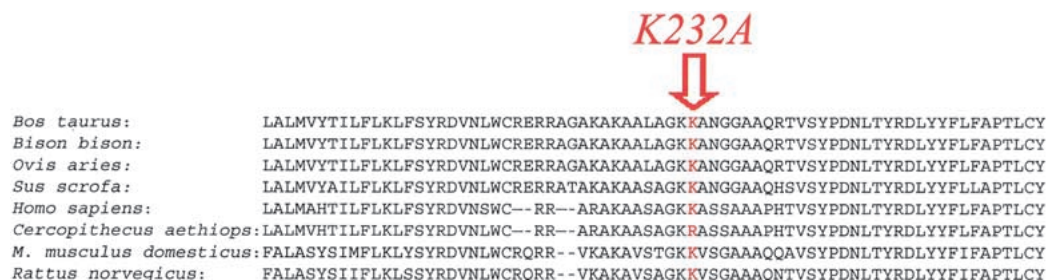 K232A
Bos taurus: LALMVYTILFLKLFSYRDVNLWCRERRAGAKAKAALAGKKANGGAAQRTVSYPDNLTYRDLYYFLFAPTLCY
Bison bison: LALMVYTILFLKLFSYRDVNLWCRERRAGAKAKAALAGKKANGGAAQRTVSYPDNLTYRDLYYFLFAPTLCY
Ovis aries: LALMVYTILFLKLFSYRDVNLWCRERRAGAKAKAALAGKKANGGAAQRTVSYPDNLTYRDLYYFLFAPTLCY
Sus scrofa: LALMVYAILFLKLFSYRDVNLWCRERRATAKAKAASAGKKANGGAAQHSVSYPDNLTYRDLYYFLLAPTLCY
Homo sapiens: LALMAHTILFLKLFSYRDVNSWC—-RR—-ARAKAASAGKKASSAAAPHTVSYPDNLTYRDLYYFLFAPTLCY
Cercopithecus aethiops: LALMVHTILFLKLFSYRDVNLWC—-RR—-ARAKAASAGKRASSAAAPHTVSYPDNLTYRDLYYFLFAPTLCY
M. musculus domesticus: FALASYSIMFLKLYSYRDVNLWCRQRR--VKAKAVSTGKKVSGAAAQQAVSYPDNLTYRDLYYFIFAPTLCY
Rattus norvegicus: FALASYSIIFLKLSSYRDVNLWCRQRR--VKAKAVSAGKKVSGAAAQNTVSYPDNLTYRDLYYFIFAPTLCY